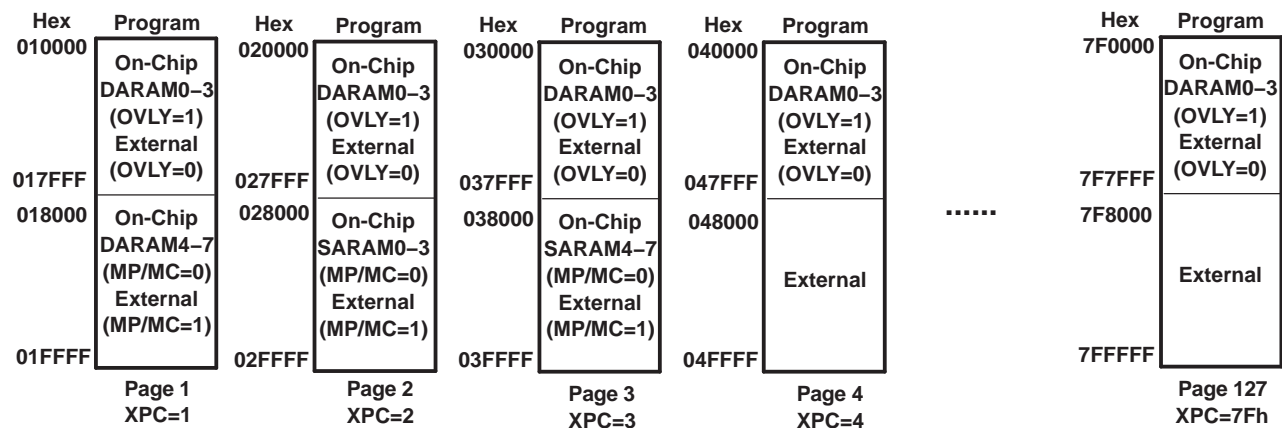 Hex Program
010000
On-Chip
DARAM0–3
(OVLY=1)
External
(OVLY=0)
017FFF
018000
On-Chip
DARAM4–7
(MP/MC=0)
External
(MP/MC=1)
01FFFF
Page 1
XPC=1
Hex Program
020000
On-Chip
DARAM0–3
(OVLY=1)
External
(OVLY=0)
027FFF
028000
On-Chip
SARAM0–3
(MP/MC=0)
External
(MP/MC=1)
02FFFF
Page 2
XPC=2
Hex Program
030000
On-Chip
DARAM0–3
(OVLY=1)
External
(OVLY=0)
037FFF
038000
On-Chip
SARAM4–7
(MP/MC=0)
External
(MP/MC=1)
03FFFF
Page 3
XPC=3
Hex Program
040000
On-Chip
DARAM0–3
(OVLY=1)
External
(OVLY=0)
047FFF
048000
External
04FFFF
Page 4
XPC=4
......
Hex Program
7F0000
On-Chip
DARAM0–3
(OVLY=1)
External
(OVLY=0)
7F7FFF
7F8000
External
7FFFFF
Page 127
XPC=7Fh